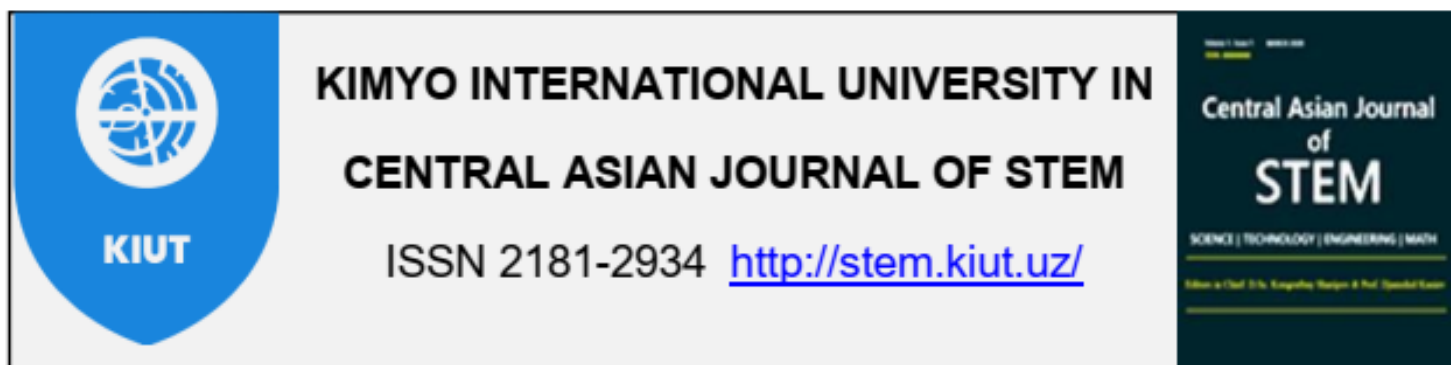 KIUT
KIMYO INTERNATIONAL UNIVERSITY IN
CENTRAL ASIAN JOURNAL OF STEM
ISSN 2181-2934 http://stem.kiut.uz/
Central Asian Journal
of
STEM
SCIENCE | TECHNOLOGY | ENGINEERING | MATH